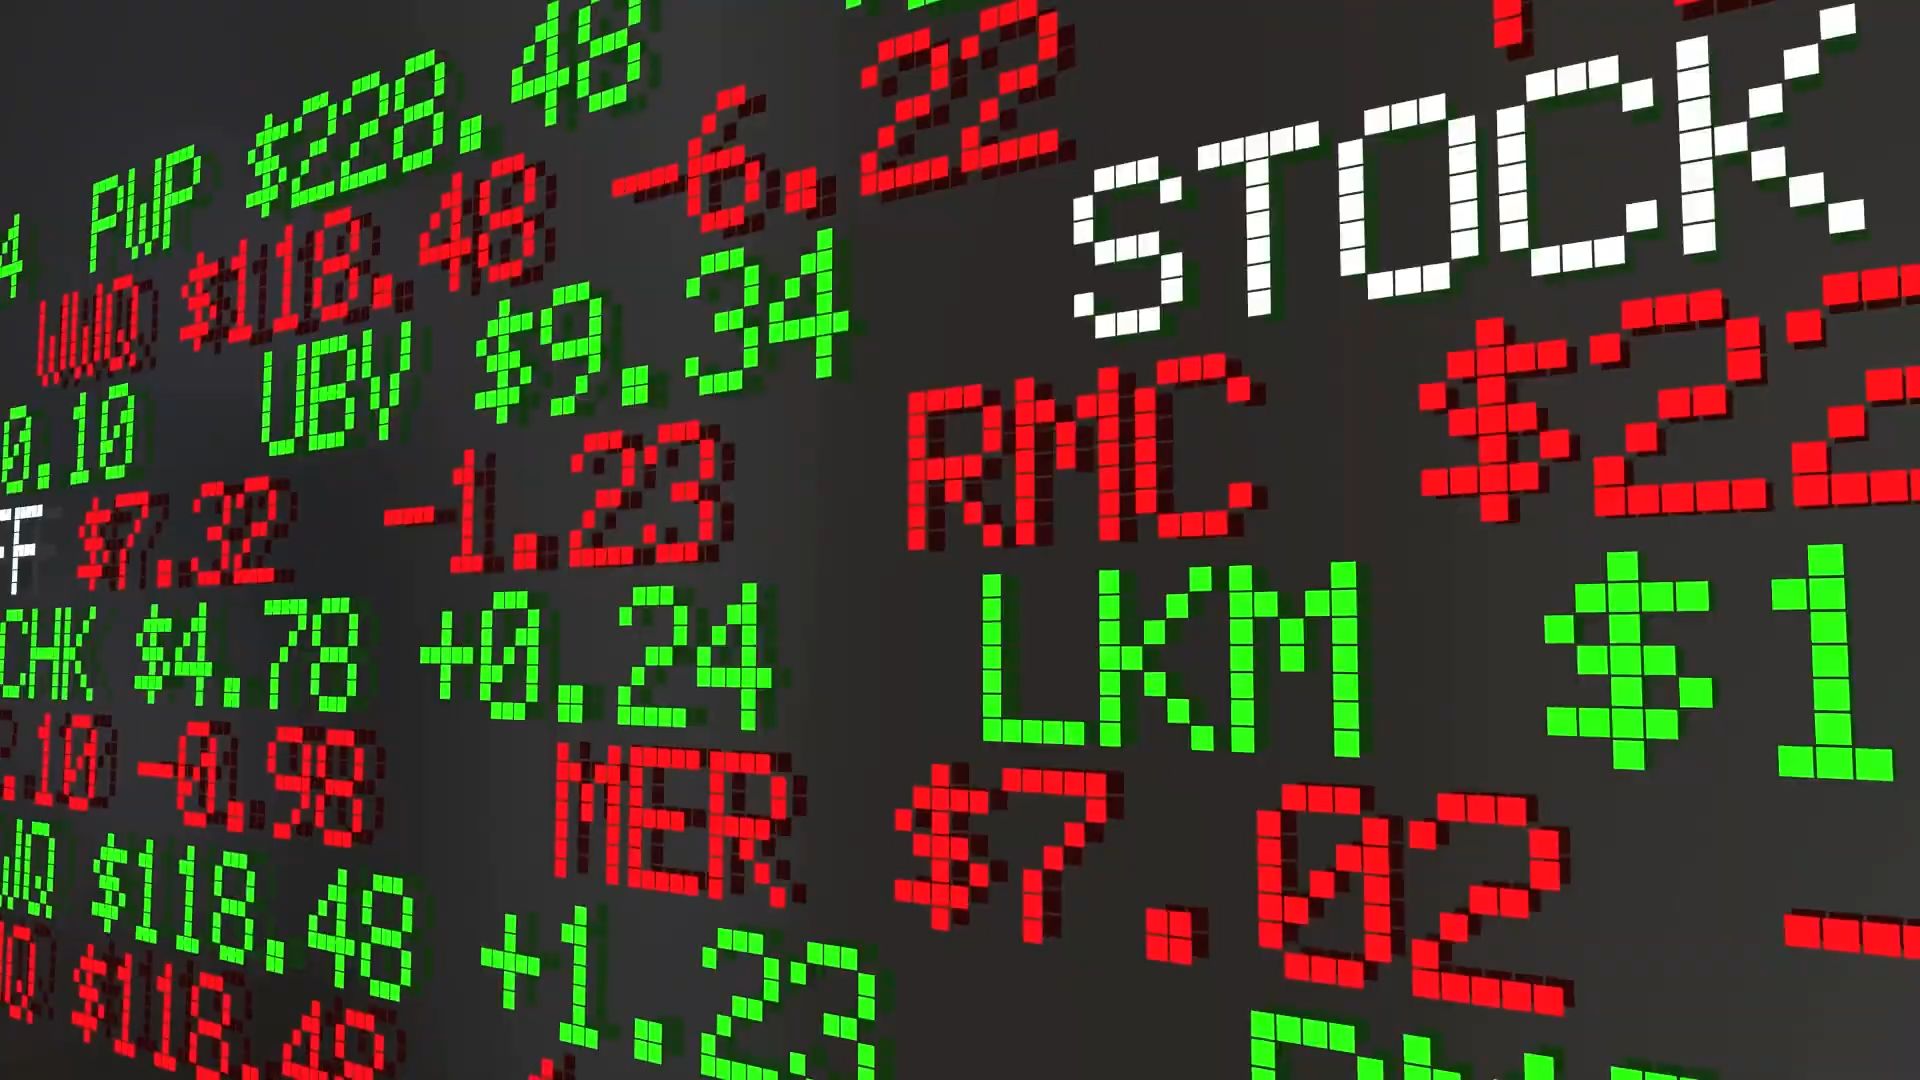 4 PWP $228.48
WWQ $118.48 -6.22 STOCK
0.10 UBV $9.34
$7.32 -1.23 RMC $22
CHK $4.78 +0.24 LKM $1
.10 -0.98 MER $7.02 -
$118.48 +1.23
$118.48